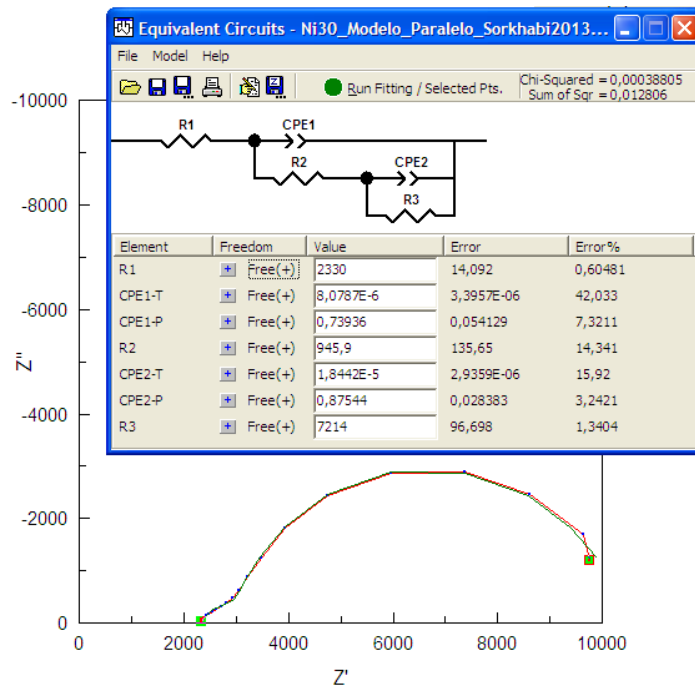 Equivalent Circuits - Ni30_Modelo_Paralelo_Sorkhabi2013...
File Model Help
Run Fitting / Selected Pts. Chi-Squared =0,00038805
Sum of Sqr =0,012806
R1 CPE1
R2 CPE2
R3
Element Freedom Value Error Error%
R1 + Free(+) 2330 14,092 0,60481
CPE1-T + Free(+) 8,0787E-6 3,3957E-06 42,033
CPE1-P + Free(+) 0,73936 0,054129 7,3211
R2 + Free(+) 945,9 135,65 14,341
CPE2-T + Free(+) 1,8442E-5 2,9359E-06 15,92
CPE2-P + Free(+) 0,87544 0,028383 3,2421
R3 + Free(+) 7214 96,698 1,3404
-10000
-8000
-6000
-4000
-2000
0
Z''
0 2000 4000 6000 8000 10000
Z'